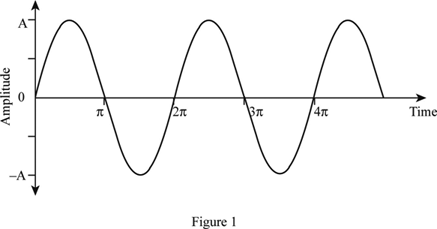 Amplitude
A
0
–A
π
2π
3π
4π
Time
Figure 1